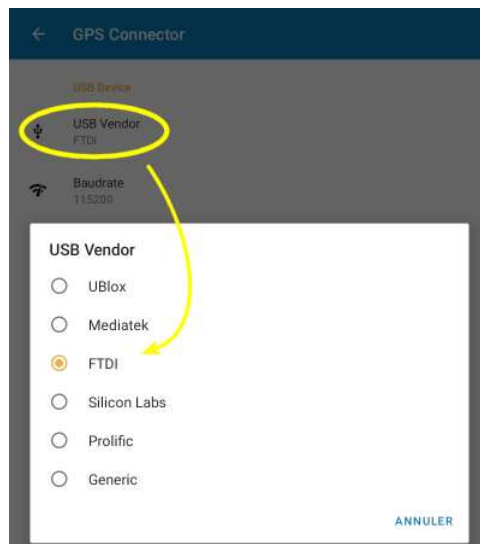 GPS Connector
USB Device
USB Vendor
FTDI
Baudrate
115200
USB Vendor
UBlox
Mediatek
FTDI
Silicon Labs
Prolific
Generic
ANNULER